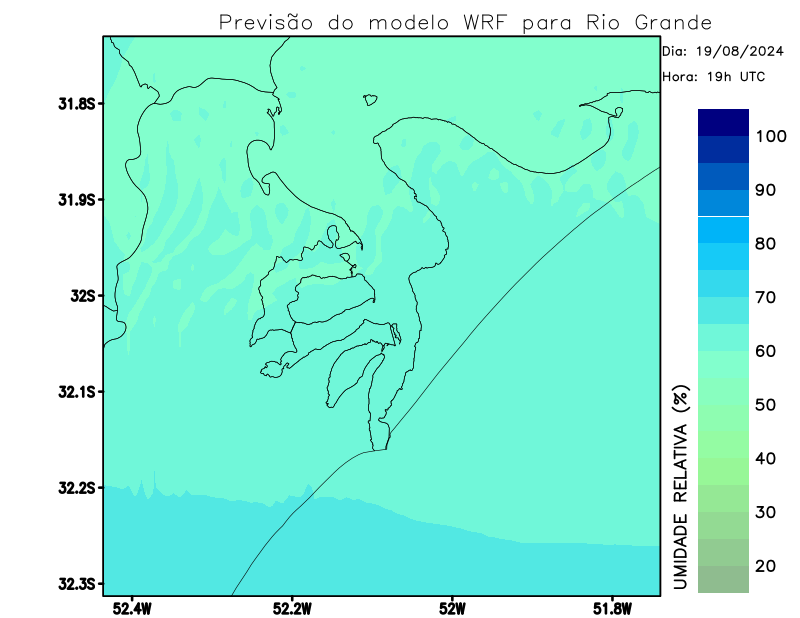 Previsão do modelo WRF para Rio Grande
Dia: 19/08/2024
Hora: 19h UTC
31.8S
31.9S
32S
32.1S
32.2S
32.3S
52.4W
52.2W
52W
51.8W
100
90
80
70
60
50
40
30
20
UMIDADE RELATIVA (%)